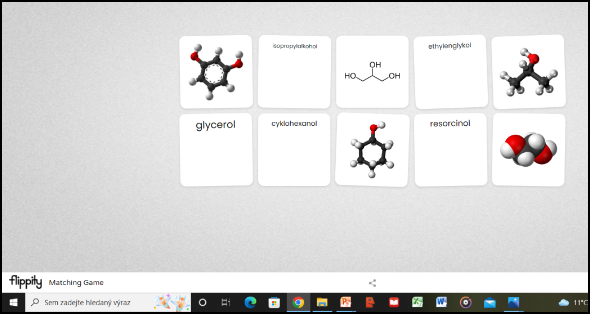 isopropylalkohol
OH
HO
OH
ethylenglykol
glycerol
cyklohexanol
resorcinol
flippity
Matching Game
Sem zadejte hledaný výraz
11°C